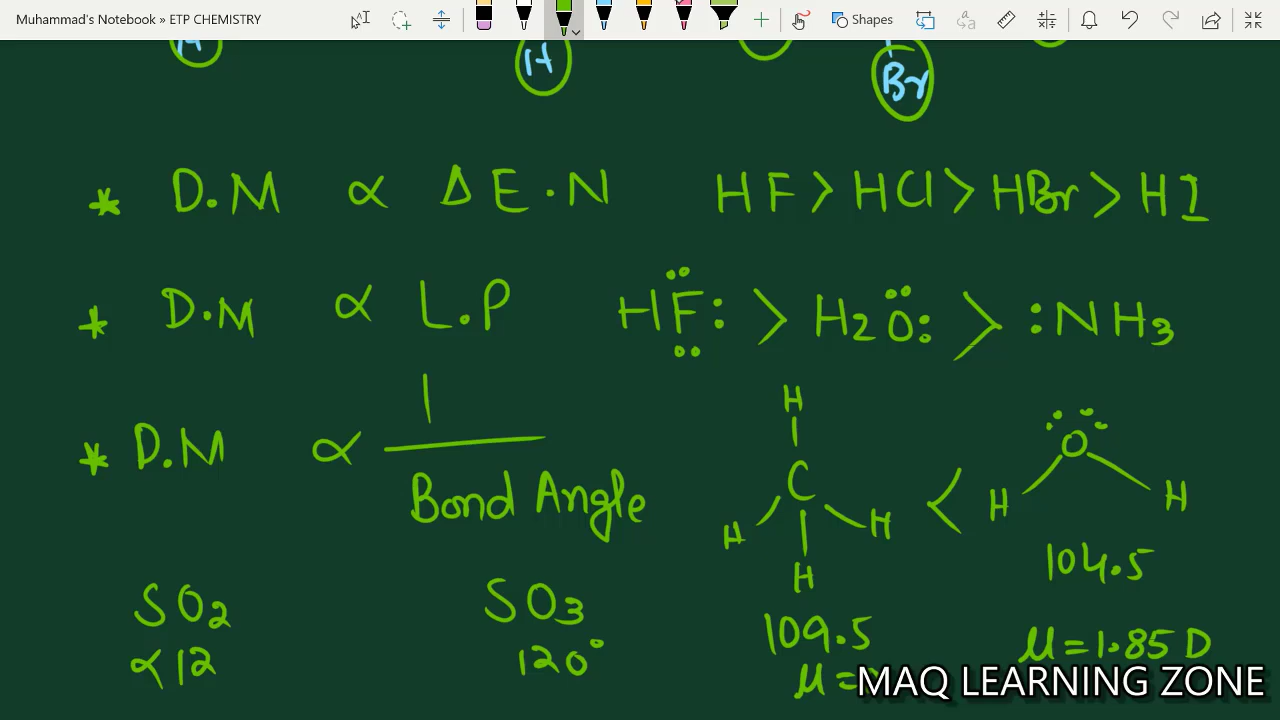 Muhammad's Notebook » ETP CHEMISTRY
Shapes
H Br
* D.M ∝ Δ E.N HF > HCl > HBr > HI
* D.M ∝ L.P HF > H2O > :NH3
* D.M ∝ 1
Bond Angle
H
C
H H
H
<
O
H H
109.5
104.5
SO2 SO3
∝ 12 120°
μ = 
μ = 1.85 D
MAQ LEARNING ZONE